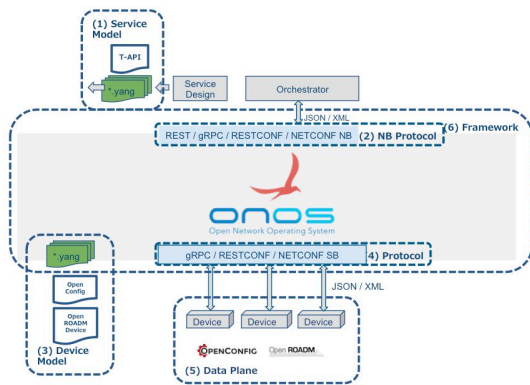 (1) Service
Model
T-API
*.yang
Service
Design
Orchestrator
JSON / XML
(6) Framework
REST / gRPC / RESTCONF / NETCONF NB
(2) NB Protocol
onos
Open Network Operating System
*.yang
gRPC / RESTCONF / NETCONF SB
4) Protocol
Open
Config
JSON / XML
Open
ROADM
Device
Device
Device
Device
(3) Device
Model
OPENCONFIG
Open ROADM
(5) Data Plane